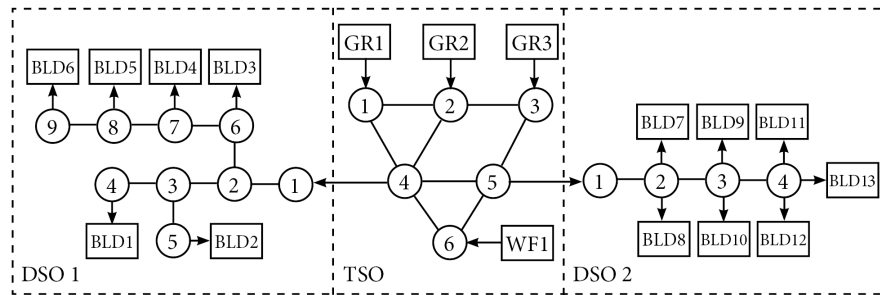 GR1 GR2 GR3
BLD6 BLD5 BLD4 BLD3
1 2 3
BLD7 BLD9 BLD11
9 8 7 6
4 3 2 1 4 5 1 2 3 4 BLD13
BLD1 5 BLD2 6 WF1 BLD8 BLD10 BLD12
DSO 1 TSO DSO 2